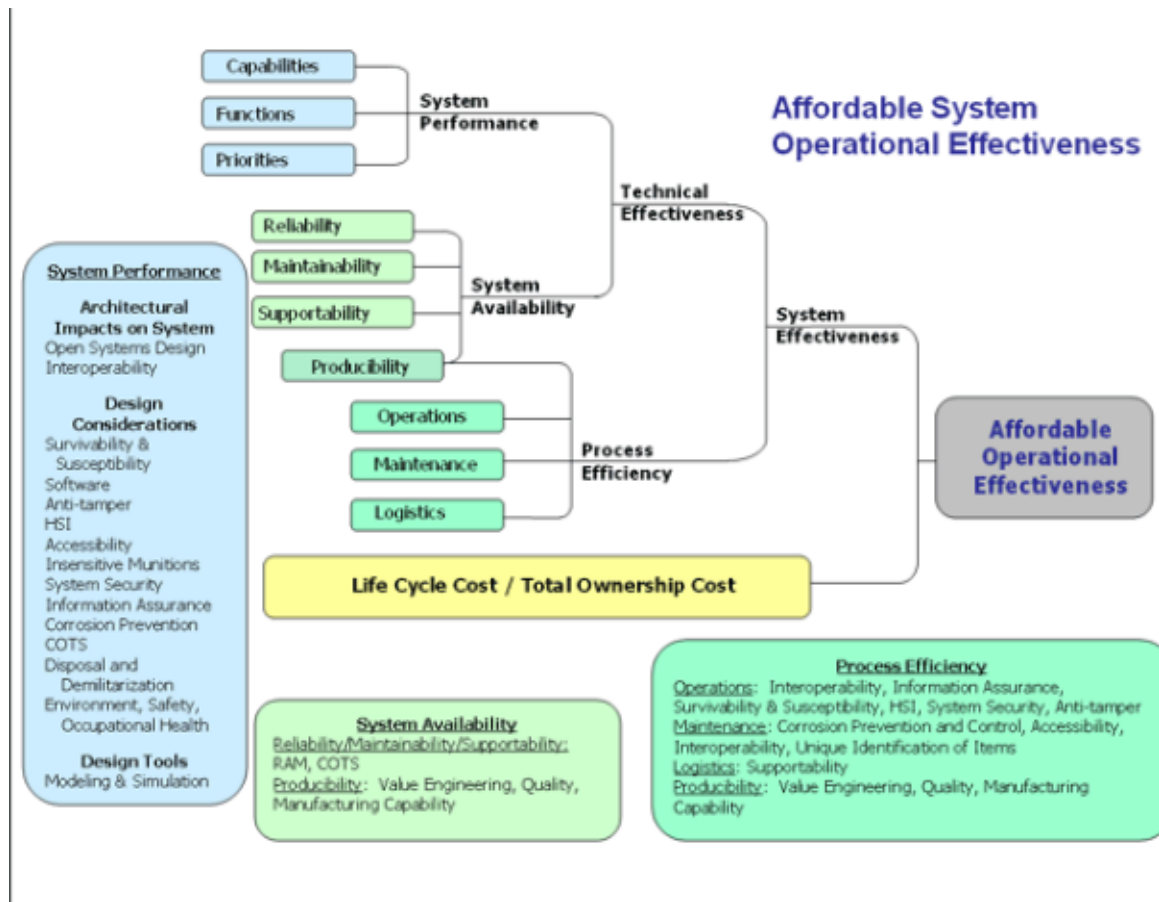 Affordable System
Operational Effectiveness
Capabilities
Functions
Priorities
System
Performance
Technical
Effectiveness
Reliability
Maintainability
Supportability
Producibility
System
Availability
Operations
Maintenance
Logistics
Process
Efficiency
System
Effectiveness
Affordable
Operational
Effectiveness
Life Cycle Cost / Total Ownership Cost
System Performance
Architectural
Impacts on System
Open Systems Design
Interoperability
Design
Considerations
Survivability &
Susceptibility
Software
Anti-tamper
HSI
Accessibility
Insensitive Munitions
System Security
Information Assurance
Corrosion Prevention
COTS
Disposal and
Demilitarization
Environment, Safety,
Occupational Health
Design Tools
Modeling & Simulation
System Availability
Reliability/Maintainability/Supportability:
RAM, COTS
Producibility: Value Engineering, Quality,
Manufacturing Capability
Process Efficiency
Operations: Interoperability, Information Assurance,
Survivability & Susceptibility, HSI, System Security, Anti-tamper
Maintenance: Corrosion Prevention and Control, Accessibility,
Interoperability, Unique Identification of Items
Logistics: Supportability
Producibility: Value Engineering, Quality, Manufacturing
Capability